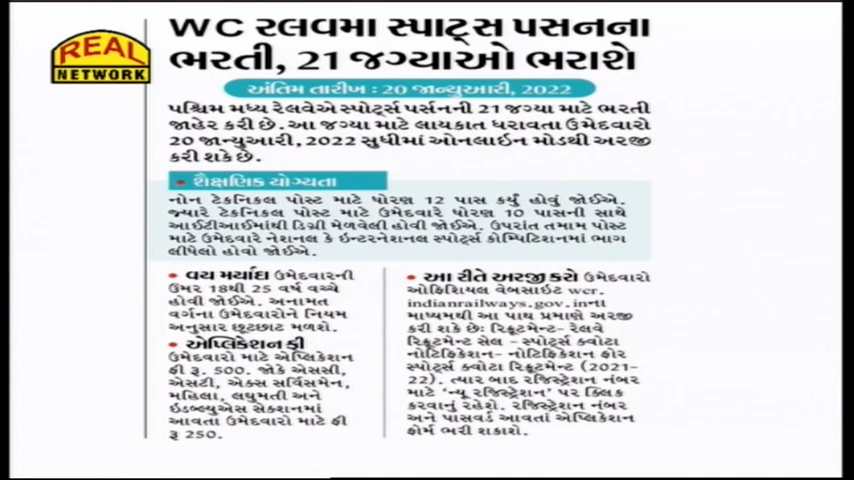 REAL
NETWORK
WC રેલવેમાં સ્પોર્ટ્સ પર્સનની
ભરતી, 21 જગ્યાઓ ભરાશે
અંતિમ તારીખ : 20 જાન્યુઆરી, 2022
પશ્ચિમ મધ્ય રેલવેએ સ્પોર્ટ્સ પર્સનની 21 જગ્યા માટે ભરતી
જાહેર કરી છે. આ જગ્યા માટે લાયકાત ધરાવતા ઉમેદવારો
20 જાન્યુઆરી, 2022 સુધીમાં ઓનલાઇન મોડથી અરજી
કરી શકે છે.
• શૈક્ષણિક યોગ્યતા
નોન ટેકનિકલ પોસ્ટ માટે ધોરણ 12 પાસ કર્યું હોવું જોઈએ.
જ્યારે ટેકનિકલ પોસ્ટ માટે ઉમેદવારે ધોરણ 10 પાસની સાથે
આઈટીઆઈમાંથી ડિગ્રી મેળવેલી હોવી જોઈએ. ઉપરાંત તમામ પોસ્ટ
માટે ઉમેદવારે નેશનલ કે ઇન્ટરનેશનલ સ્પોર્ટ્સ કોમ્પિટિશનમાં ભાગ
લીધેલો હોવો જોઈએ.
• વય મર્યાદા ઉમેદવારની
ઉંમર 18થી 25 વર્ષ વચ્ચે
હોવી જોઈએ. અનામત
વર્ગના ઉમેદવારોને નિયમ
અનુસાર છૂટછાટ મળશે.
• એપ્લિકેશન ફી
ઉમેદવારો માટે એપ્લિકેશન
ફી રૂ. 500. જોકે એસસી,
એસટી, એક્સ સર્વિસમેન,
મહિલા, લઘુમતી અને
ઇડબ્લ્યુએસ સેક્શનમાં
આવતા ઉમેદવારો માટે ફી
રૂ 250.
• આ રીતે અરજી કરો ઉમેદવારો
ઓફિશિયલ વેબસાઇટ wcr.
indianrailways.gov.inના
માધ્યમથી આ પાથ પ્રમાણે અરજી
કરી શકે છેઃ રિક્રૂટમેન્ટ- રેલવે
રિક્રૂટમેન્ટ સેલ - સ્પોર્ટ્સ ક્વોટા
નોટિફિકેશન- નોટિફિકેશન ફોર
સ્પોર્ટ્સ ક્વોટા રિક્રૂટમેન્ટ (2021-
22). ત્યાર બાદ રજિસ્ટ્રેશન નંબર
માટે ‘ન્યૂ રજિસ્ટ્રેશન’ પર ક્લિક
કરવાનું રહેશે. રજિસ્ટ્રેશન નંબર
અને પાસવર્ડ આવતાં એપ્લિકેશન
ફોર્મ ભરી શકાશે.